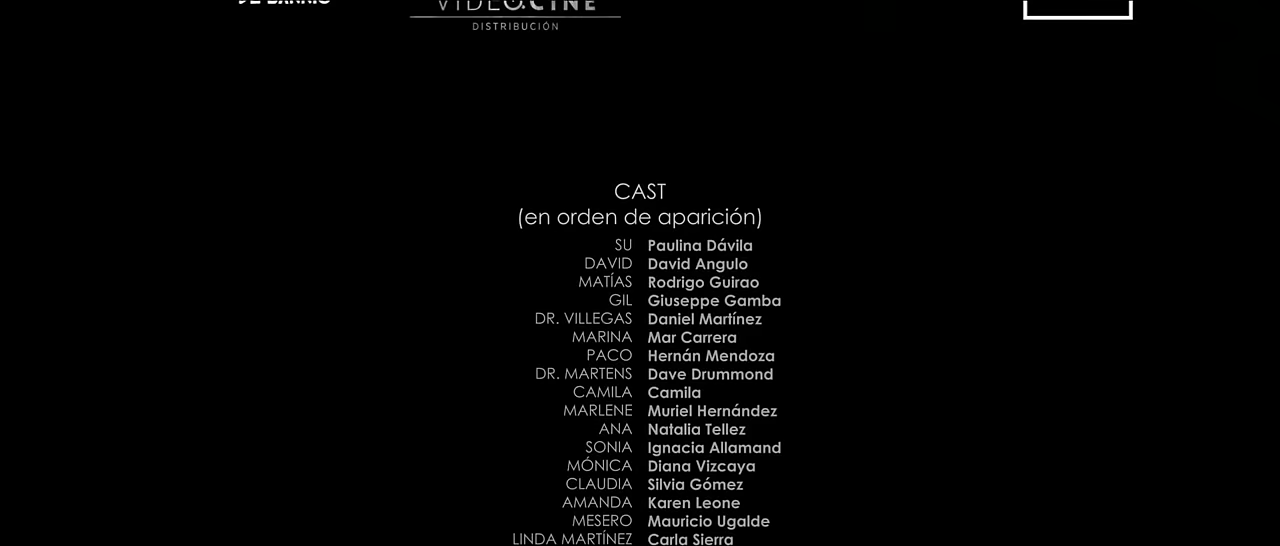 DE BARRIO
VIDEOCINE
DISTRIBUCIÓN
CAST
(en orden de aparición)
SU Paulina Dávila
DAVID David Angulo
MATÍAS Rodrigo Guirao
GIL Giuseppe Gamba
DR. VILLEGAS Daniel Martínez
MARINA Mar Carrera
PACO Hernán Mendoza
DR. MARTENS Dave Drummond
CAMILA Camila
MARLENE Muriel Hernández
ANA Natalia Tellez
SONIA Ignacia Allamand
MÓNICA Diana Vizcaya
CLAUDIA Silvia Gómez
AMANDA Karen Leone
MESERO Mauricio Ugalde
LINDA MARTÍNEZ Carla Sierra